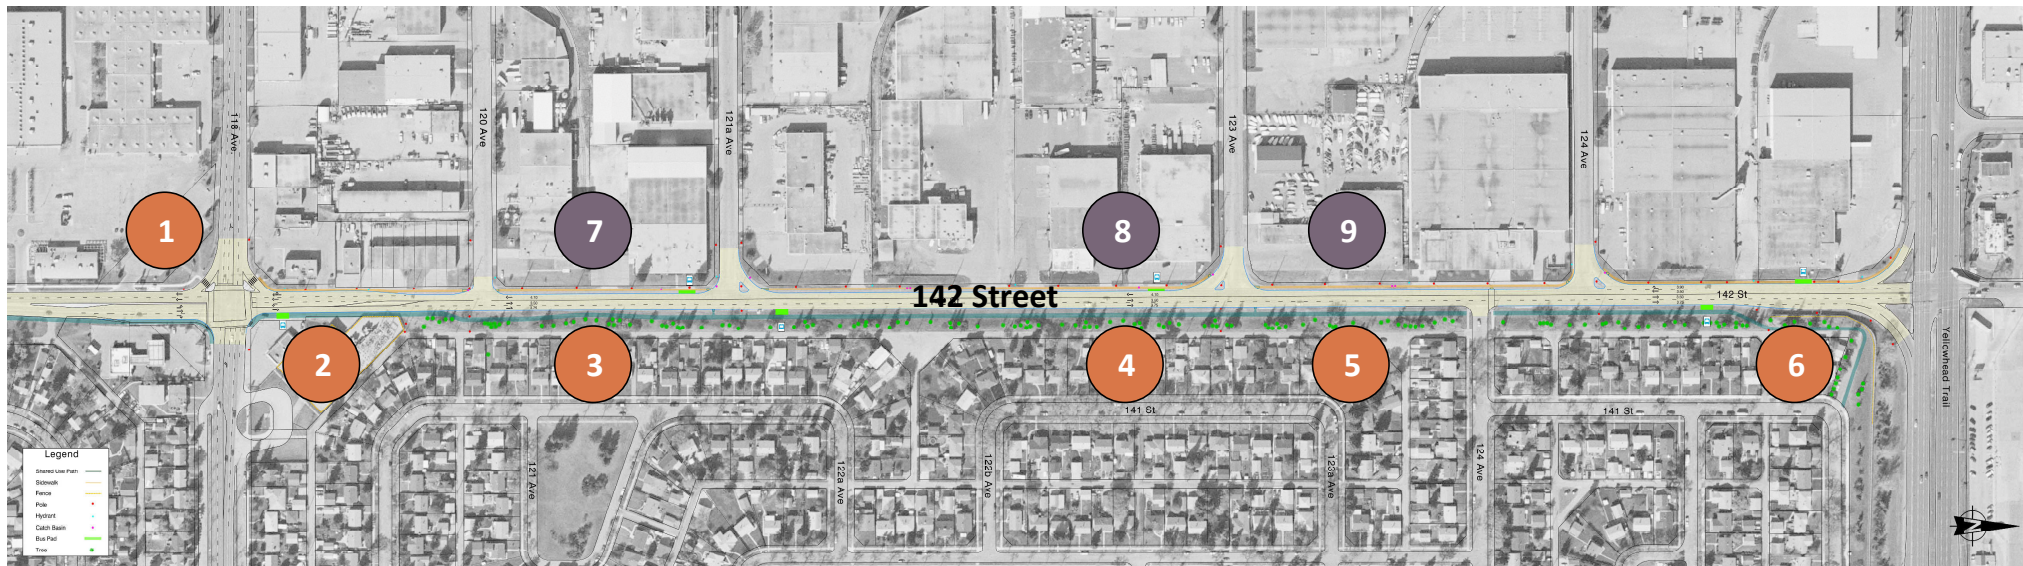 118 Ave.
120 Ave
121a Ave
123 Ave
124 Ave
1
7
8
9
142 Street
142 St
2
3
4
5
6
Yellowhead Trail
141 St
141 St
121 Ave
122a Ave
122b Ave
123a Ave
124 Ave
Legend
Shared Use Path
Sidewalk
Fence
Pole
Hydrant
Catch Basin
Bus Pad
Tree